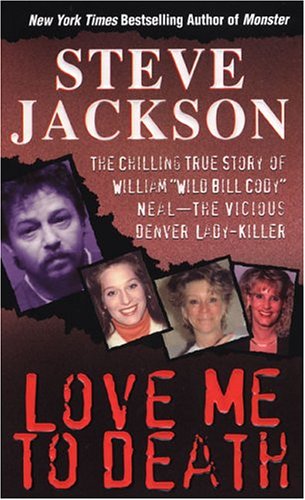 New York Times Bestselling Author of Monster
STEVE
JACKSON
THE CHILLING TRUE STORY OF
WILLIAM "WILD BILL CODY"
NEAL—THE VICIOUS
DENVER LADY-KILLER
LOVE ME
TO DEATH